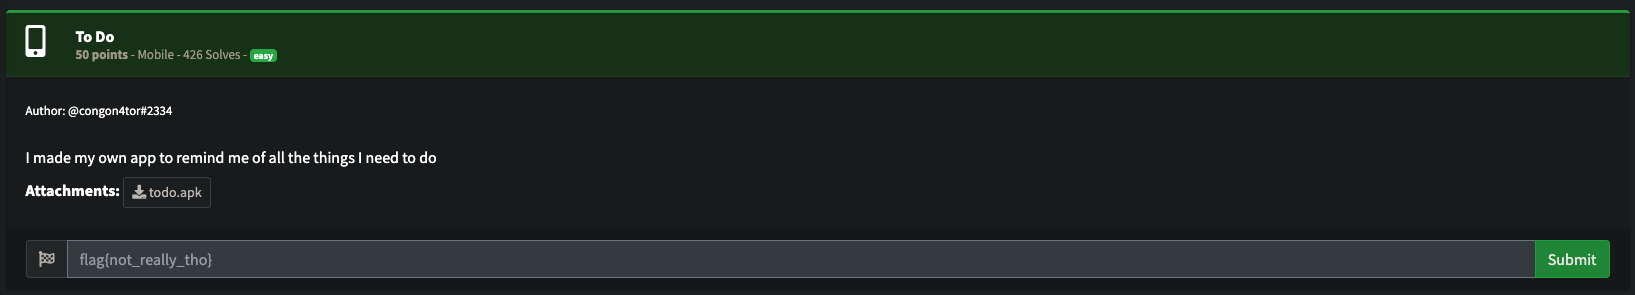 To Do
50 points - Mobile - 426 Solves - easy
Author: @congon4tor#2334
I made my own app to remind me of all the things I need to do
Attachments: todo.apk
flag{not_really_tho} Submit